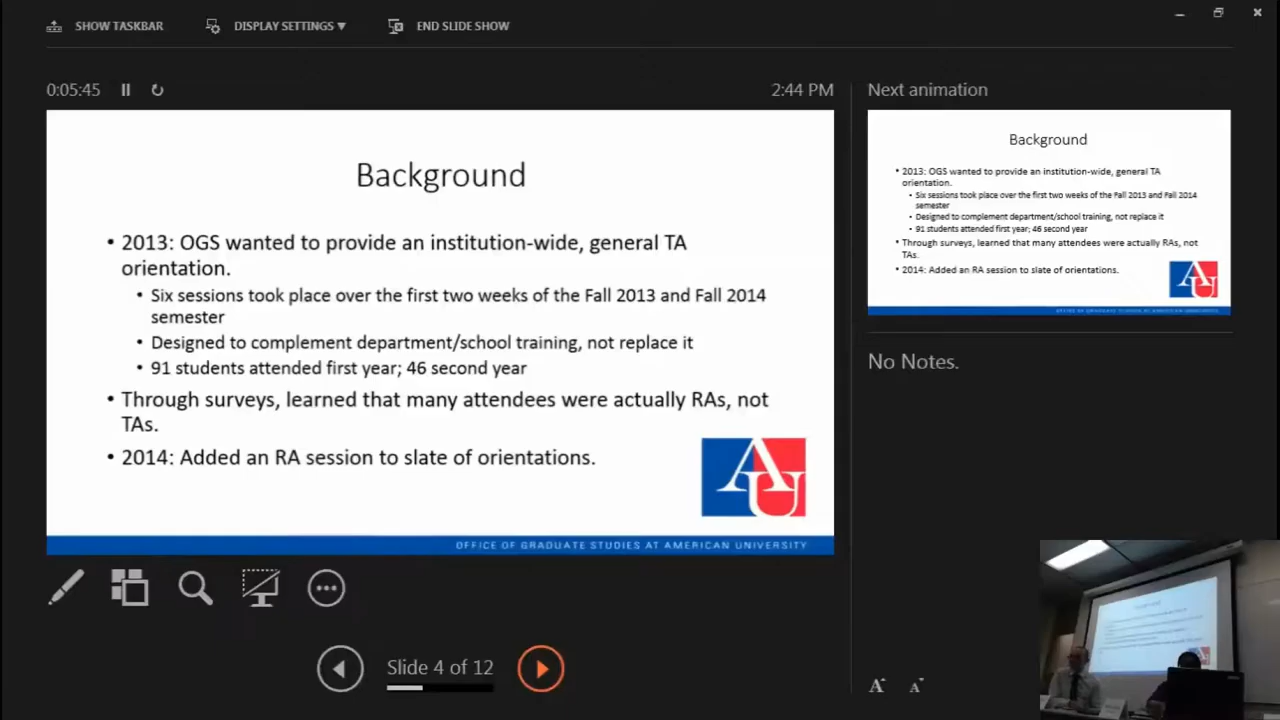 SHOW TASKBAR
DISPLAY SETTINGS ▼
END SLIDE SHOW
0:05:45
2:44 PM
Background
• 2013: OGS wanted to provide an institution-wide, general TA
orientation.
• Six sessions took place over the first two weeks of the Fall 2013 and Fall 2014
semester
• Designed to complement department/school training, not replace it
• 91 students attended first year; 46 second year
• Through surveys, learned that many attendees were actually RAs, not
TAs.
• 2014: Added an RA session to slate of orientations.
AU
OFFICE OF GRADUATE STUDIES AT AMERICAN UNIVERSITY
Slide 4 of 12
Next animation
Background
• 2013: OGS wanted to provide an institution-wide, general TA
orientation.
• Six sessions took place over the first two weeks of the Fall 2013 and Fall 2014
semester
• Designed to complement department/school training, not replace it
• 91 students attended first year; 46 second year
• Through surveys, learned that many attendees were actually RAs, not
TAs.
• 2014: Added an RA session to slate of orientations.
AU
OFFICE OF GRADUATE STUDIES AT AMERICAN UNIVERSITY
No Notes.
A A